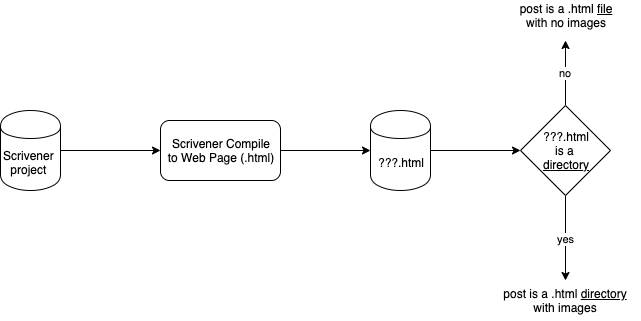 post is a .html file
with no images
no
Scrivener
project
Scrivener Compile
to Web Page (.html)
???.html
???.html
is a
directory
yes
post is a .html directory
with images